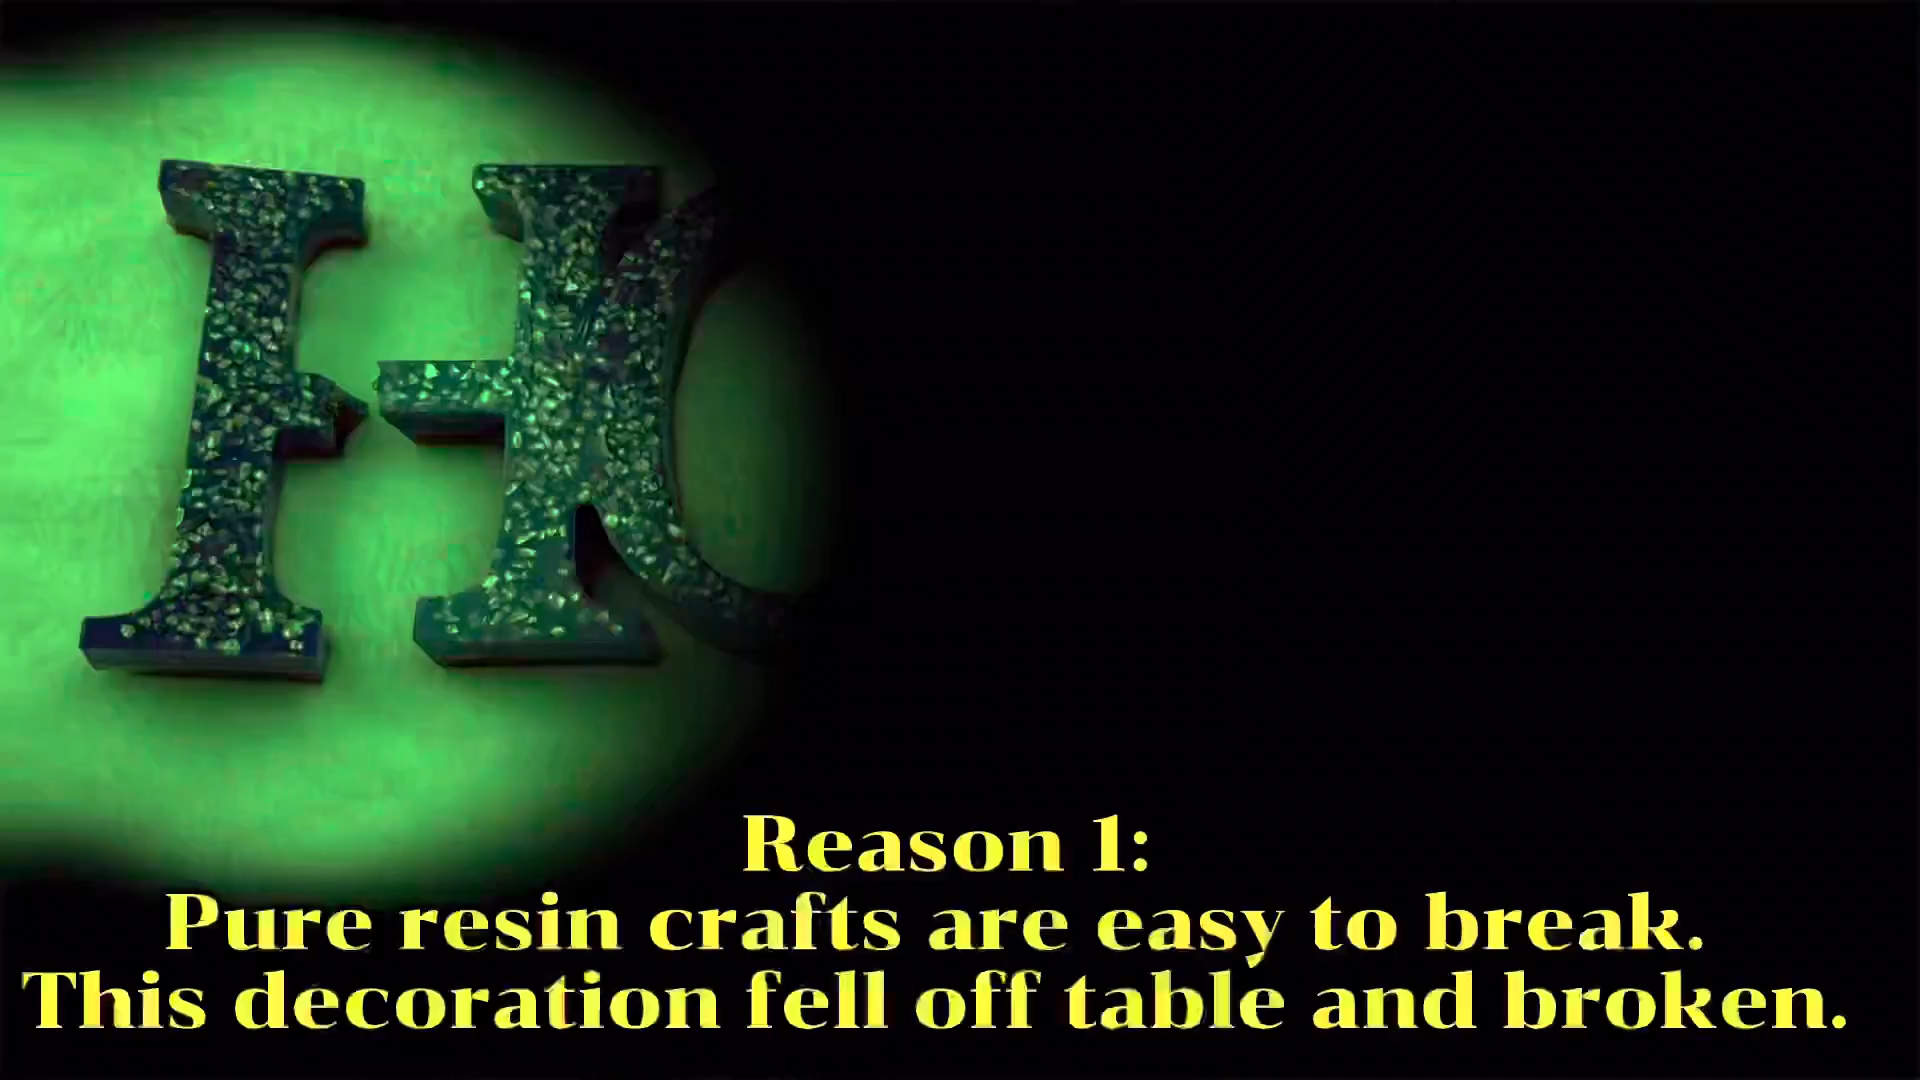 H
Reason 1:
Pure resin crafts are easy to break.
This decoration fell off table and broken.